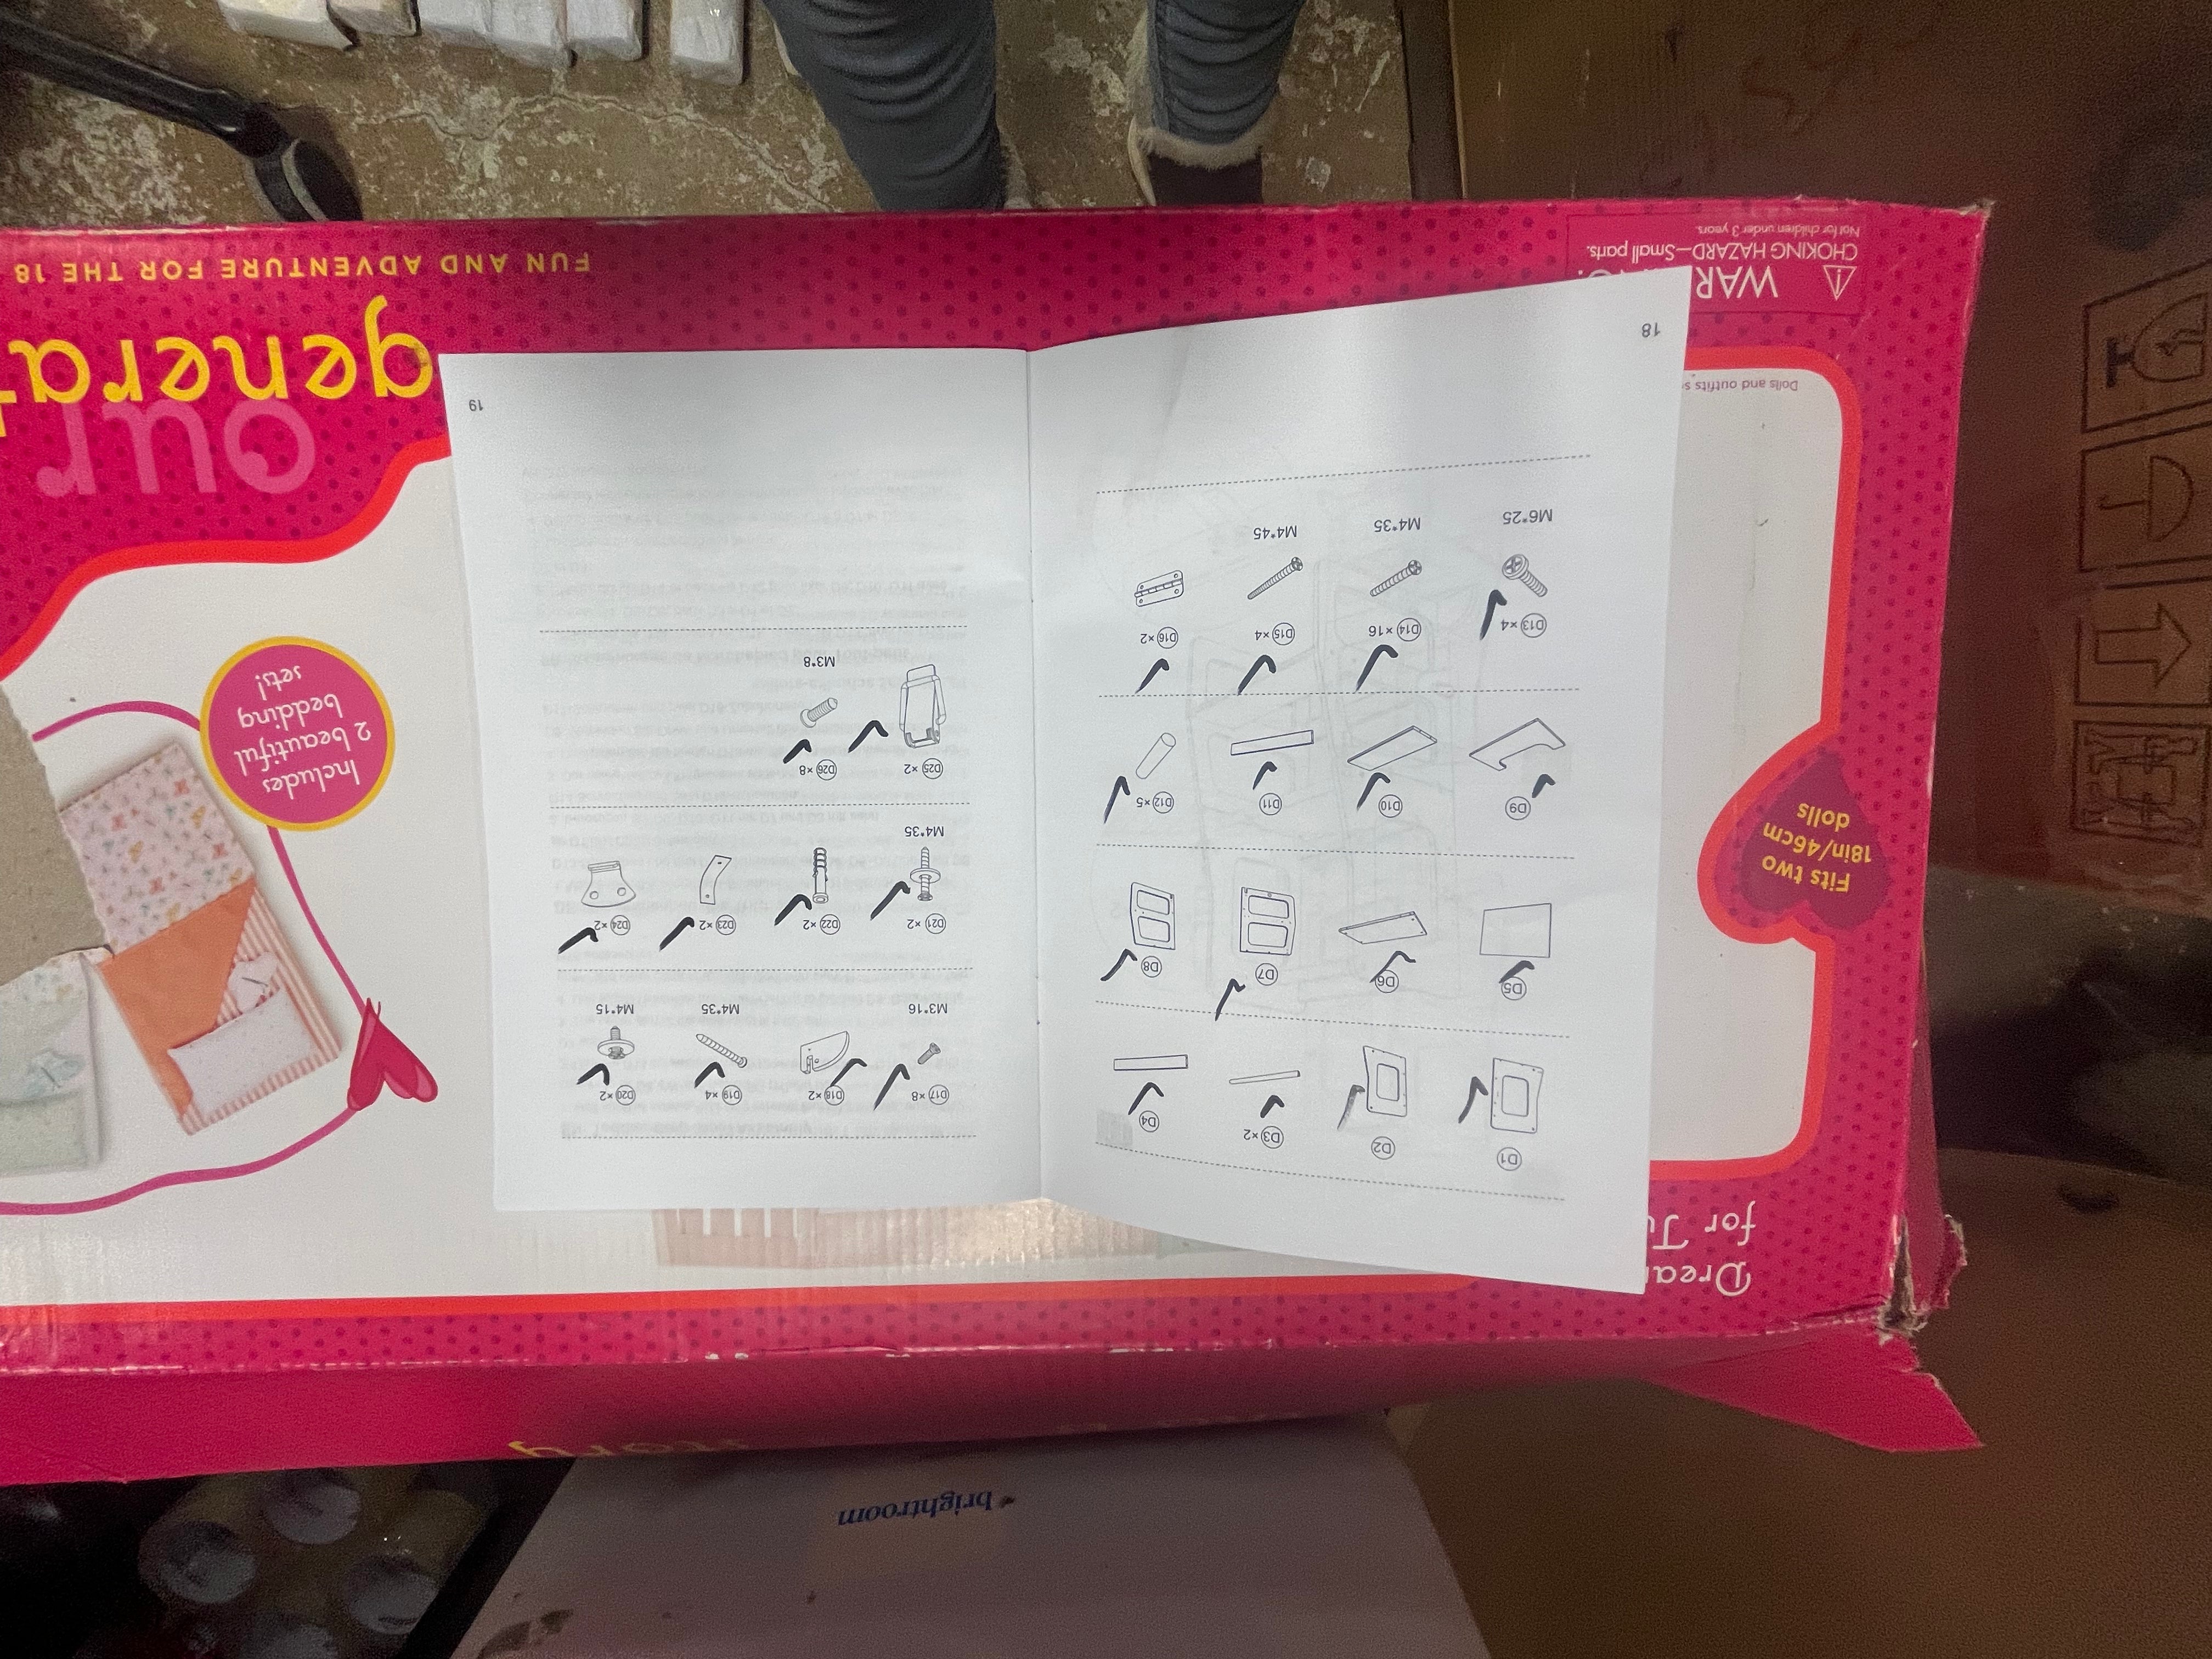 18
D1
D2
D3 ×2
D4
D5
D6
D7
D8
D9
D10
D11
D12 ×5
D13 ×4
D14 ×16
D15 ×4
D16 ×2
M6*25
M4*35
M4*45
19
D17 ×8
D18 ×2
D19 ×4
D20 ×2
M3*16
M4*35
M4*15
D21 ×2
D22 ×2
D23 ×2
D24 ×2
M4*35
D25 ×2
D26 ×8
M3*8
for
Fits two
18in/46cm
dolls
Dolls and outfits
CHOKING HAZARD—Small parts.
Not for children under 3 years.
Includes
2 beautiful
bedding
sets!
our
FUN AND ADVENTURE FOR THE 18
brightroom